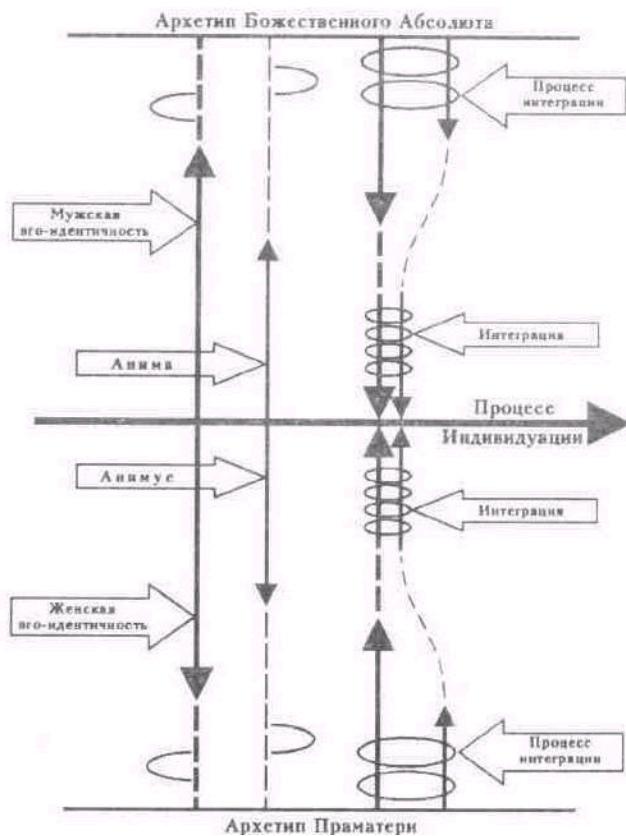 Архетип Божественного Абсолюта
Процесс
интеграции
Мужская
эго-идентичность
Интеграция
Анима
Процесс
Индивидуации
Анимус
Интеграция
Женская
эго-идентичность
Процесс
интеграции
Архетип Праматери